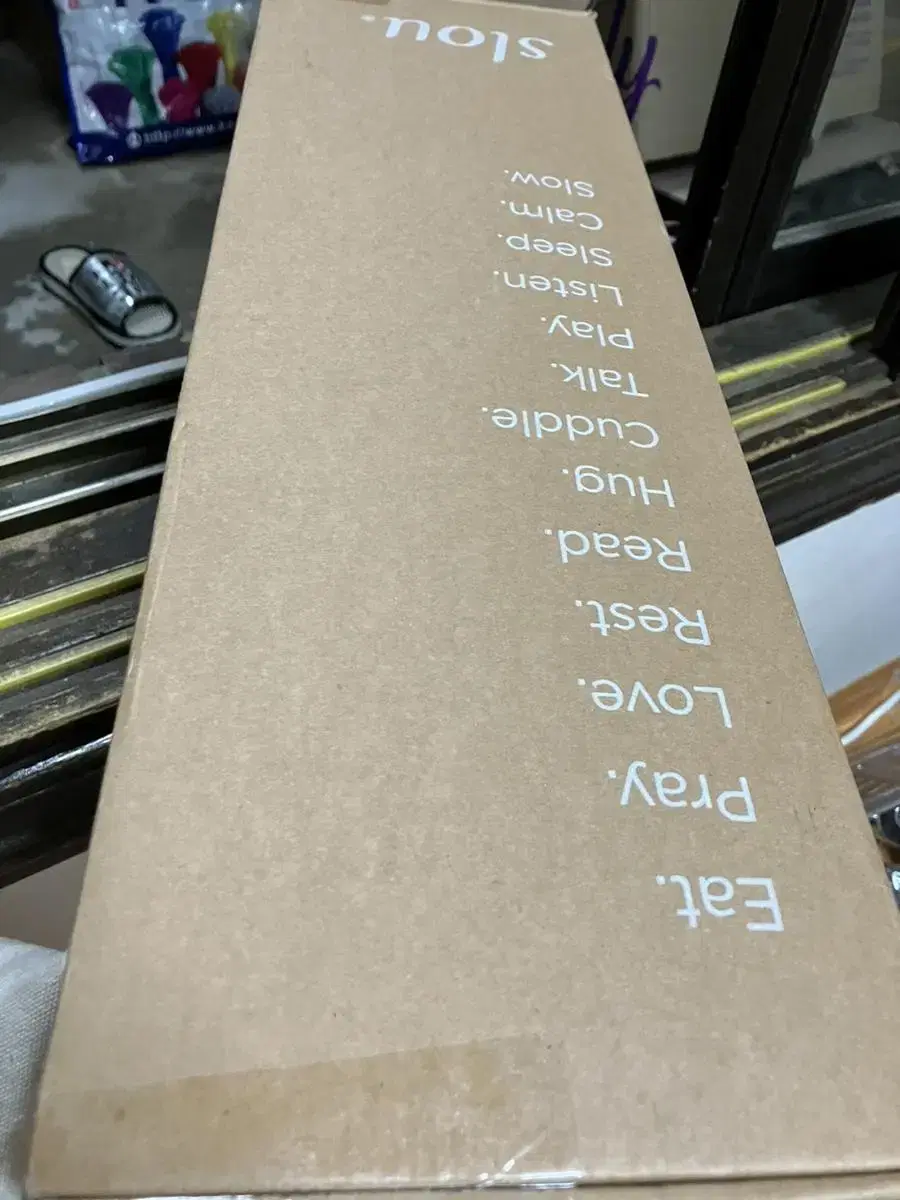 Eat.
Pray.
Love.
Rest.
Read.
Hug.
Cuddle.
Talk.
Play.
Listen.
Sleep.
Calm.
Slow.
slou.